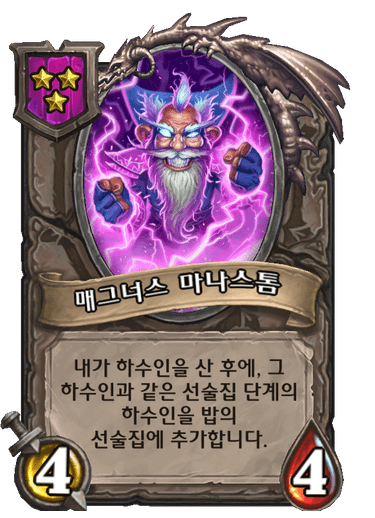 매그너스 마나스톰
내가 하수인을 산 후에, 그
하수인과 같은 선술집 단계의
하수인을 밥의
선술집에 추가합니다.
4
4